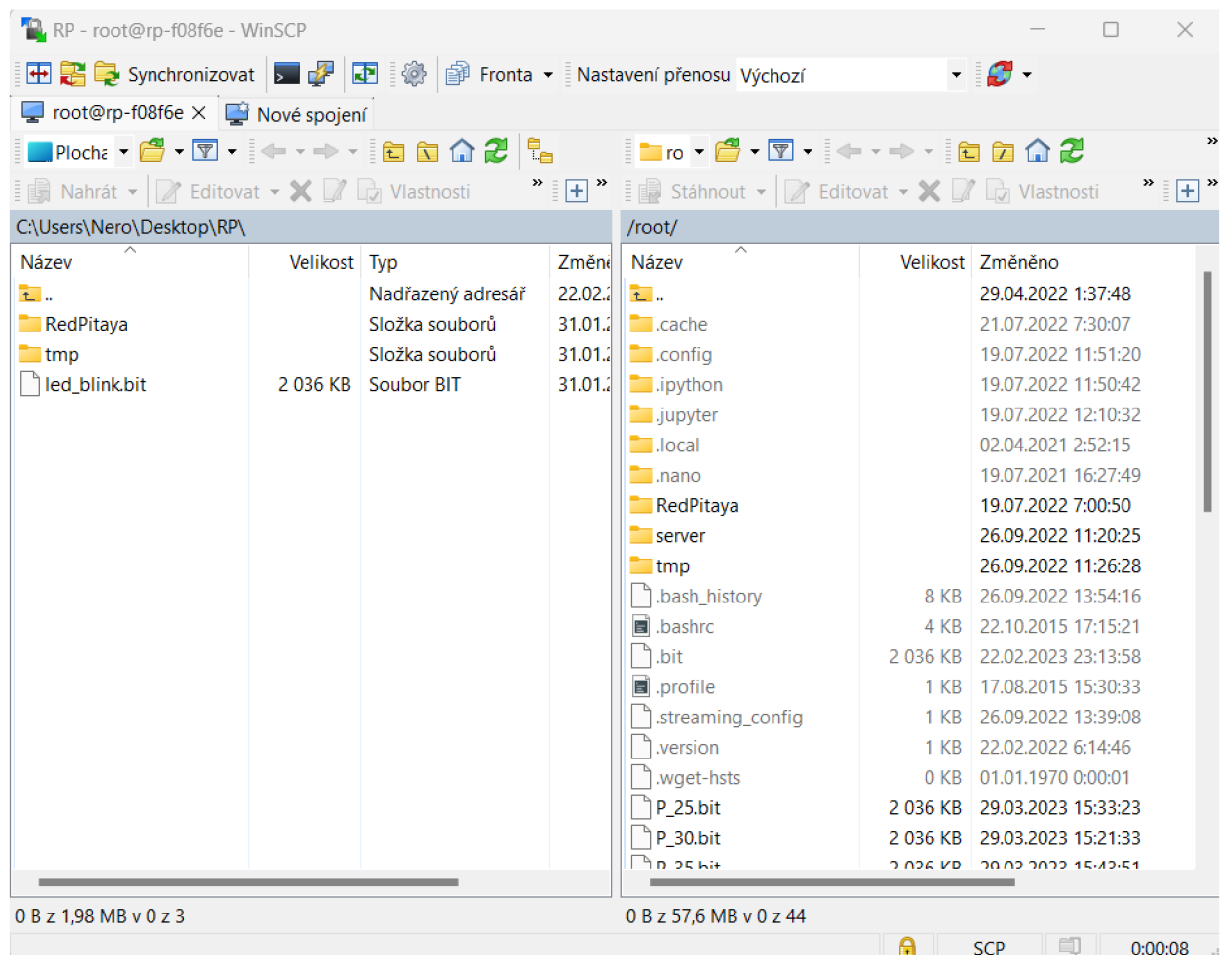 RP - root@rp-f08f6e - WinSCP
Synchronizovat Fronta Nastavení přenosu Výchozí
root@rp-f08f6e Nové spojení
Plocha ro
Nahrát Editovat Vlastnosti » » Stáhnout Editovat Vlastnosti » »
C:\Users\Nero\Desktop\RP\ /root/
Název Velikost Typ Změně Název Velikost Změněno
.. Nadřazený adresář 22.02.2 .. 29.04.2022 1:37:48
RedPitaya Složka souborů 31.01.2 .cache 21.07.2022 7:30:07
tmp Složka souborů 31.01.2 .config 19.07.2022 11:51:20
led_blink.bit 2 036 KB Soubor BIT 31.01.2 .ipython 19.07.2022 11:50:42
.jupyter 19.07.2022 12:10:32
.local 02.04.2021 2:52:15
.nano 19.07.2021 16:27:49
RedPitaya 19.07.2022 7:00:50
server 26.09.2022 11:20:25
tmp 26.09.2022 11:26:28
.bash_history 8 KB 26.09.2022 13:54:16
.bashrc 4 KB 22.10.2015 17:15:21
.bit 2 036 KB 22.02.2023 23:13:58
.profile 1 KB 17.08.2015 15:30:33
.streaming_config 1 KB 26.09.2022 13:39:08
.version 1 KB 22.02.2022 6:14:46
.wget-hsts 0 KB 01.01.1970 0:00:01
P_25.bit 2 036 KB 29.03.2023 15:33:23
P_30.bit 2 036 KB 29.03.2023 15:21:33
P_35.bit 2 036 KB 29.03.2023 15:43:51
0 B z 1,98 MB v 0 z 3 0 B z 57,6 MB v 0 z 44
SCP 0:00:08